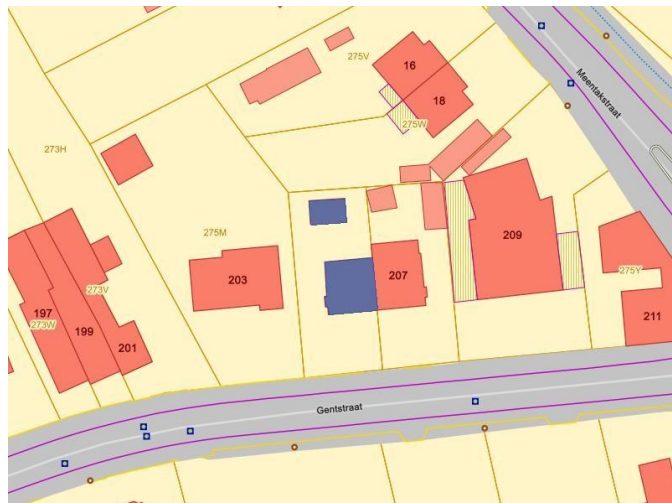 275V
16
18
275W
Meentakstraat
273H
275M
203
207
209
275Y
211
197
273W
199
273V
201
Gentstraat